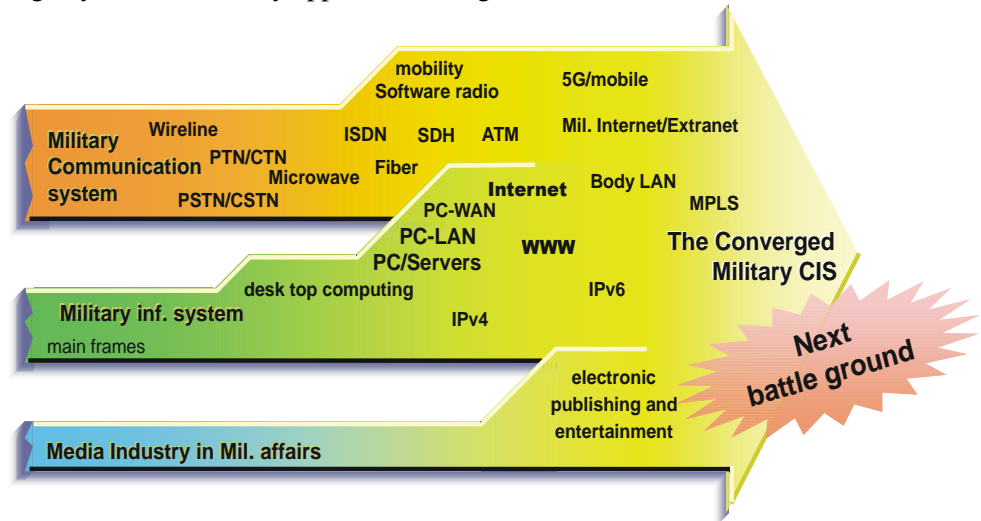 mobility
Software radio
5G/mobile
Wireline
ISDN
SDH
ATM
Mil. Internet/Extranet
Military
Communication
system
PTN/CTN
Microwave
Fiber
PSTN/CSTN
Internet
Body LAN
MPLS
PC-WAN
PC-LAN
PC/Servers
WWW
The Converged
Military CIS
desk top computing
IPv6
Military inf. system
IPv4
main frames
Next
battle ground
electronic
publishing and
entertainment
Media Industry in Mil. affairs